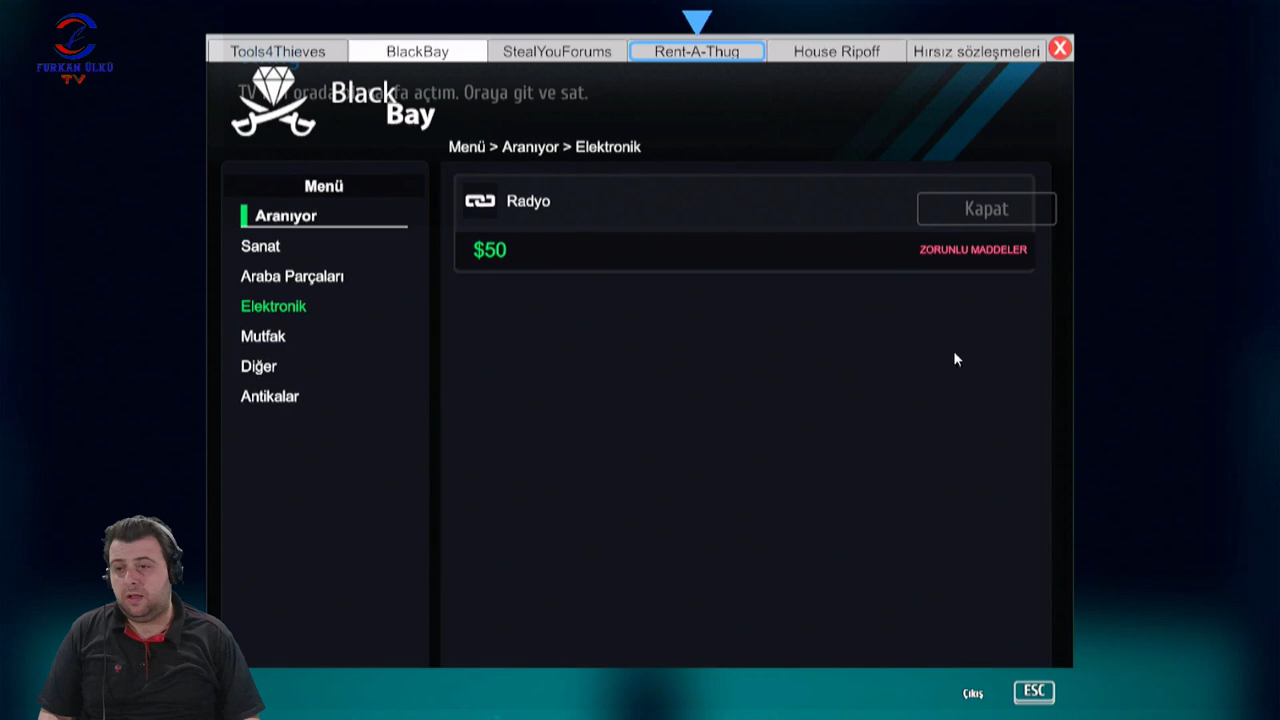 FURKAN ÜLKÜ
TV
Tools4Thieves
BlackBay
StealYouForums
Rent-A-Thug
House Ripoff
Hırsız sözleşmeleri
X
açtım. Oraya git ve sat.
Black
Bay
Menü > Aranıyor > Elektronik
Menü
Aranıyor
Sanat
Araba Parçaları
Elektronik
Mutfak
Diğer
Antikalar
Radyo
Kapat
$50
ZORUNLU MADDELER
Çıkış
ESC